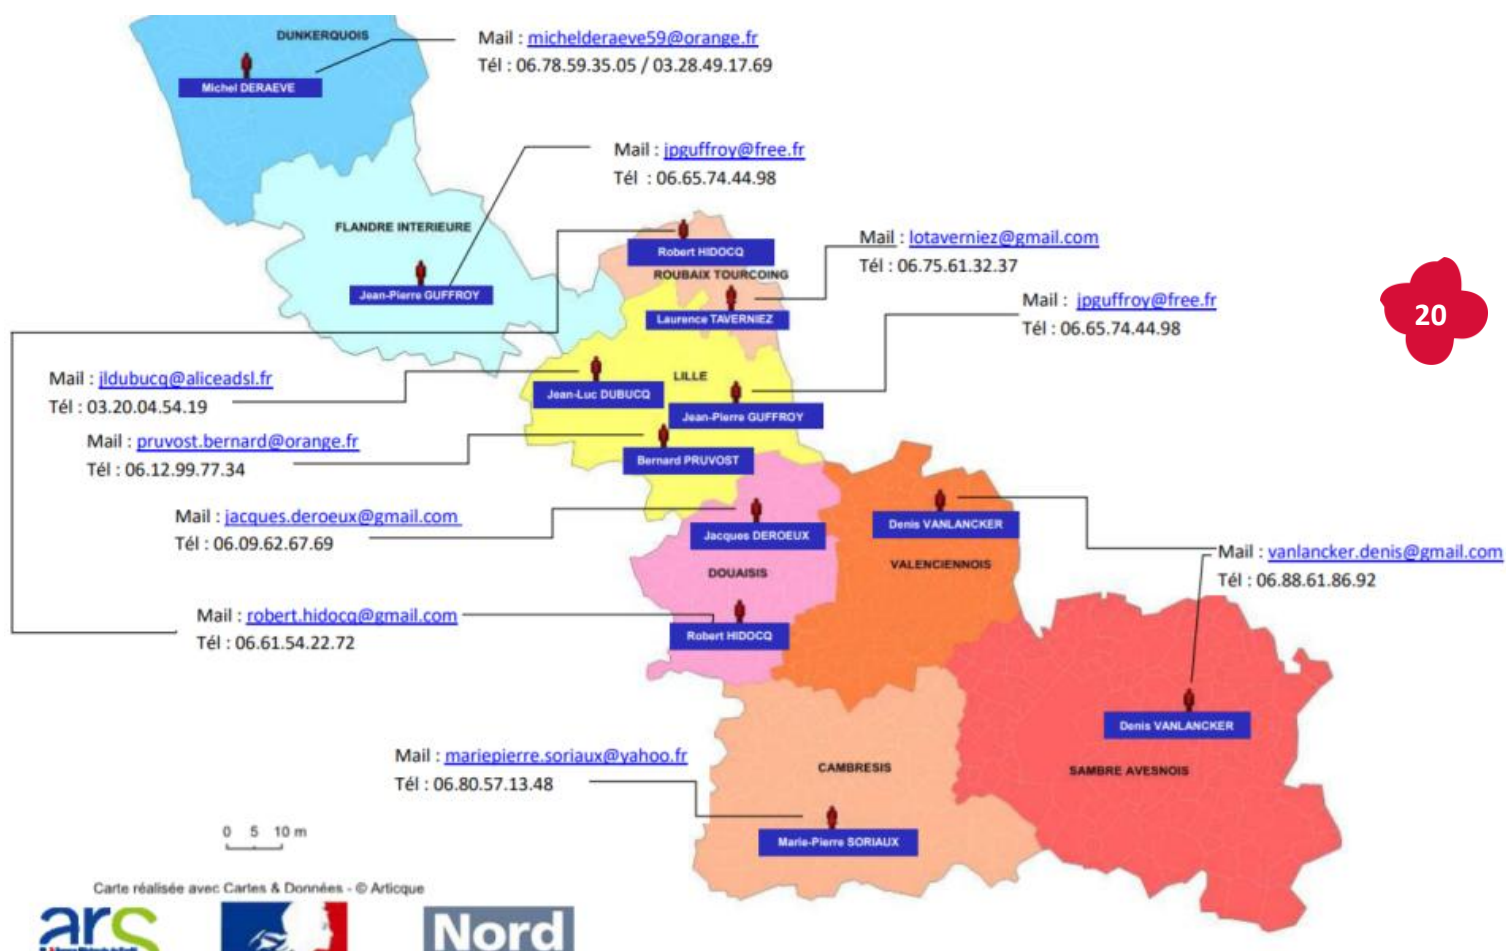 DUNKERQUOIS
Mail : michelderaeve59@orange.fr
Tél : 06.78.59.35.05 / 03.28.49.17.69
Michel DERAEVE
Mail : jpguffroy@free.fr
Tél : 06.65.74.44.98
FLANDRE INTERIEURE
Jean-Pierre GUFFROY
Robert HIDOCQ
ROUBAIX TOURCOING
Laurence TAVERNIEZ
Mail : lotaverniez@gmail.com
Tél : 06.75.61.32.37
Mail : jpguffroy@free.fr
Tél : 06.65.74.44.98
20
Mail : jldubucq@aliceadsl.fr
Tél : 03.20.04.54.19
LILLE
Jean-Luc DUBUCQ
Jean-Pierre GUFFROY
Mail : pruvost.bernard@orange.fr
Tél : 06.12.99.77.34
Bernard PRUVOST
Mail : jacques.deroeux@gmail.com
Tél : 06.09.62.67.69
Jacques DEROEUX
DOUAISIS
Denis VANLANCKER
VALENCIENNOIS
Mail : vanlancker.denis@gmail.com
Tél : 06.88.61.86.92
Mail : robert.hidocq@gmail.com
Tél : 06.61.54.22.72
Robert HIDOCQ
Denis VANLANCKER
SAMBRE AVESNOIS
Mail : mariepierre.soriaux@yahoo.fr
Tél : 06.80.57.13.48
CAMBRESIS
Marie-Pierre SORIAUX
0 5 10 m
Carte réalisée avec Cartes & Données - © Articque
ars
Nord